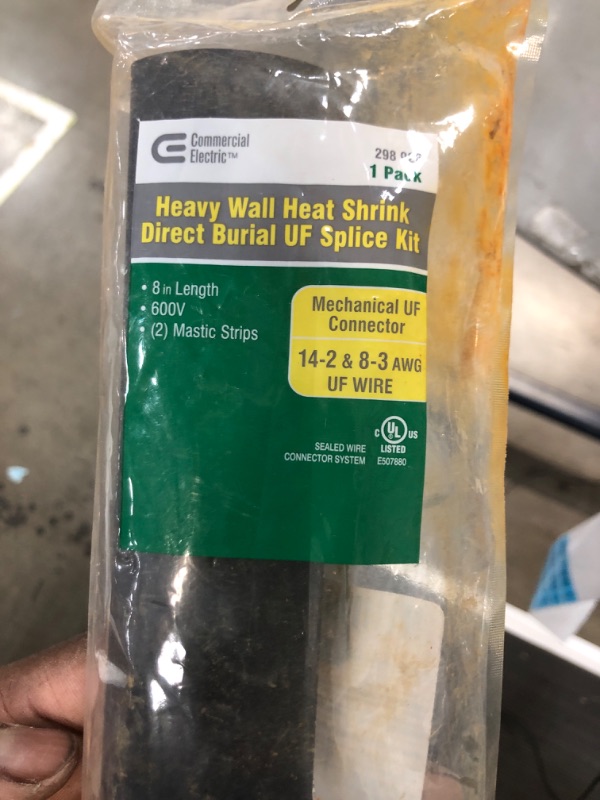 Commercial
Electric™
298
1 Pack
Heavy Wall Heat Shrink
Direct Burial UF Splice Kit
• 8 in Length
• 600V
• (2) Mastic Strips
Mechanical UF
Connector
14-2 & 8-3 AWG
UF WIRE
C UL US
LISTED
SEALED WIRE
CONNECTOR SYSTEM E507880